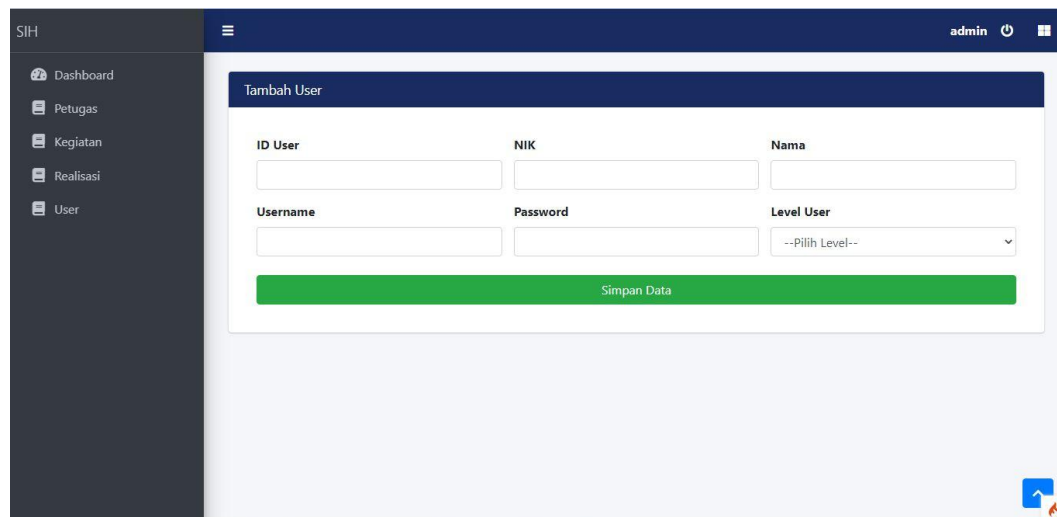 SIH
admin
Dashboard
Petugas
Kegiatan
Realisasi
User
Tambah User
ID User NIK Nama
Username Password Level User
--Pilih Level--
Simpan Data